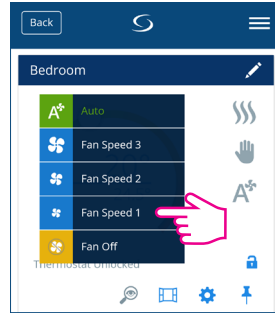 Back
Bedroom
Auto
Fan Speed 3
Fan Speed 2
Fan Speed 1
Fan Off
Thermostat Unlocked